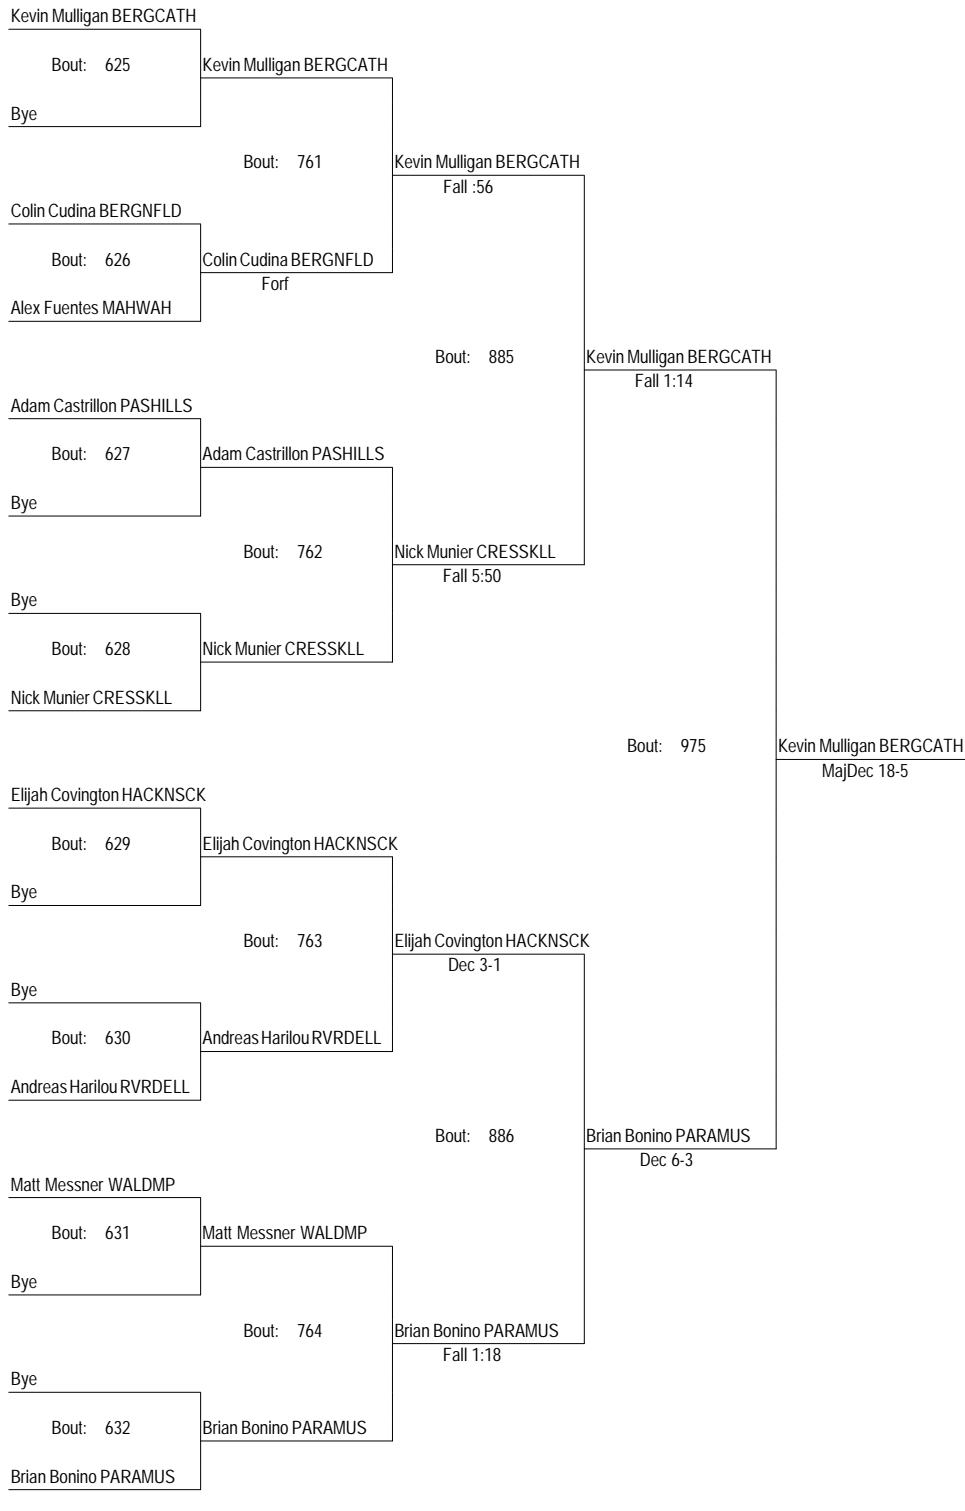 Kevin Mulligan BERGCATH
Bout: 625
Kevin Mulligan BERGCATH
Bye
Bout: 761
Kevin Mulligan BERGCATH
Fall :56
Colin Cudina BERGNFLD
Bout: 626
Colin Cudina BERGNFLD
Forf
Alex Fuentes MAHWAH
Bout: 885
Kevin Mulligan BERGCATH
Fall 1:14
Adam Castrillon PASHILLS
Bout: 627
Adam Castrillon PASHILLS
Bye
Bout: 762
Nick Munier CRESSKLL
Fall 5:50
Bye
Bout: 628
Nick Munier CRESSKLL
Nick Munier CRESSKLL
Bout: 975
Kevin Mulligan BERGCATH
MajDec 18-5
Elijah Covington HACKNSCK
Bout: 629
Elijah Covington HACKNSCK
Bye
Bout: 763
Elijah Covington HACKNSCK
Dec 3-1
Bye
Bout: 630
Andreas Harilou RVRDELL
Andreas Harilou RVRDELL
Bout: 886
Brian Bonino PARAMUS
Dec 6-3
Matt Messner WALDMP
Bout: 631
Matt Messner WALDMP
Bye
Bout: 764
Brian Bonino PARAMUS
Fall 1:18
Bye
Bout: 632
Brian Bonino PARAMUS
Brian Bonino PARAMUS